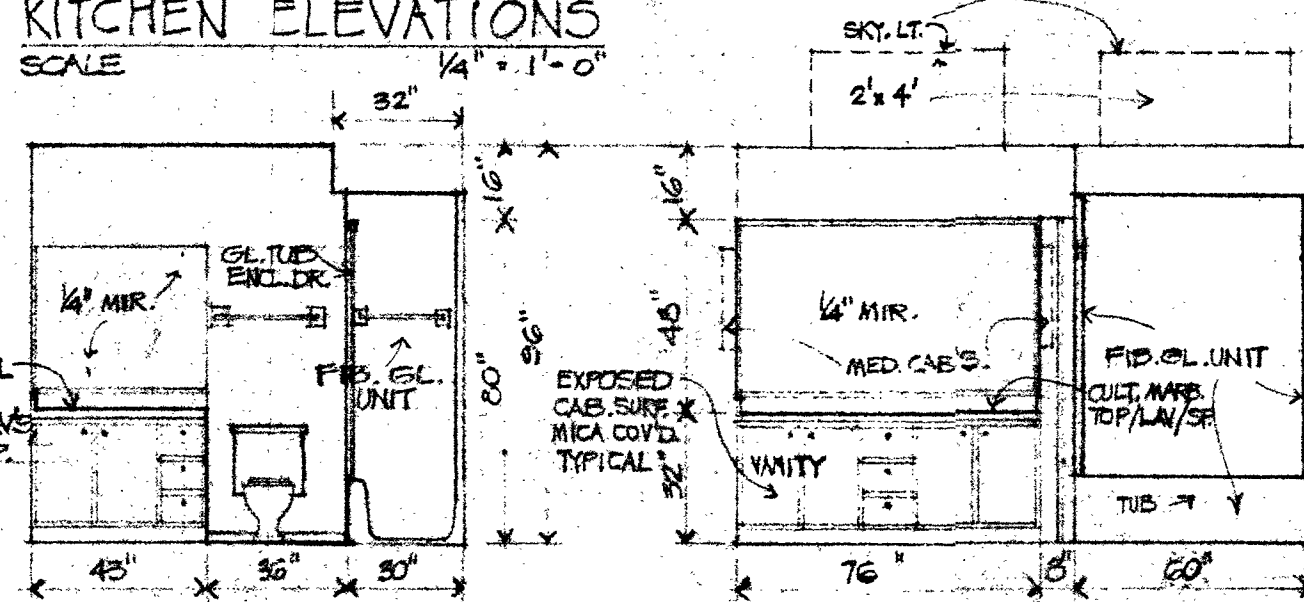 KITCHEN ELEVATIONS
SCALE 1/4" = 1'-0"
32"
16"
GL. TUB
ENCL. DR.
1/4" MIR.
96"
80"
FIB. GL.
UNIT
43"
36"
30"
SKY. LT.
2' x 4'
16"
48"
32"
1/4" MIR.
MED. CAB'S.
EXPOSED
CAB. SURF.
MICA COV'D.
TYPICAL
VANITY
FIB. GL. UNIT
CULT. MARB.
TOP/LAV/SP.
TUB
76"
8"
60"